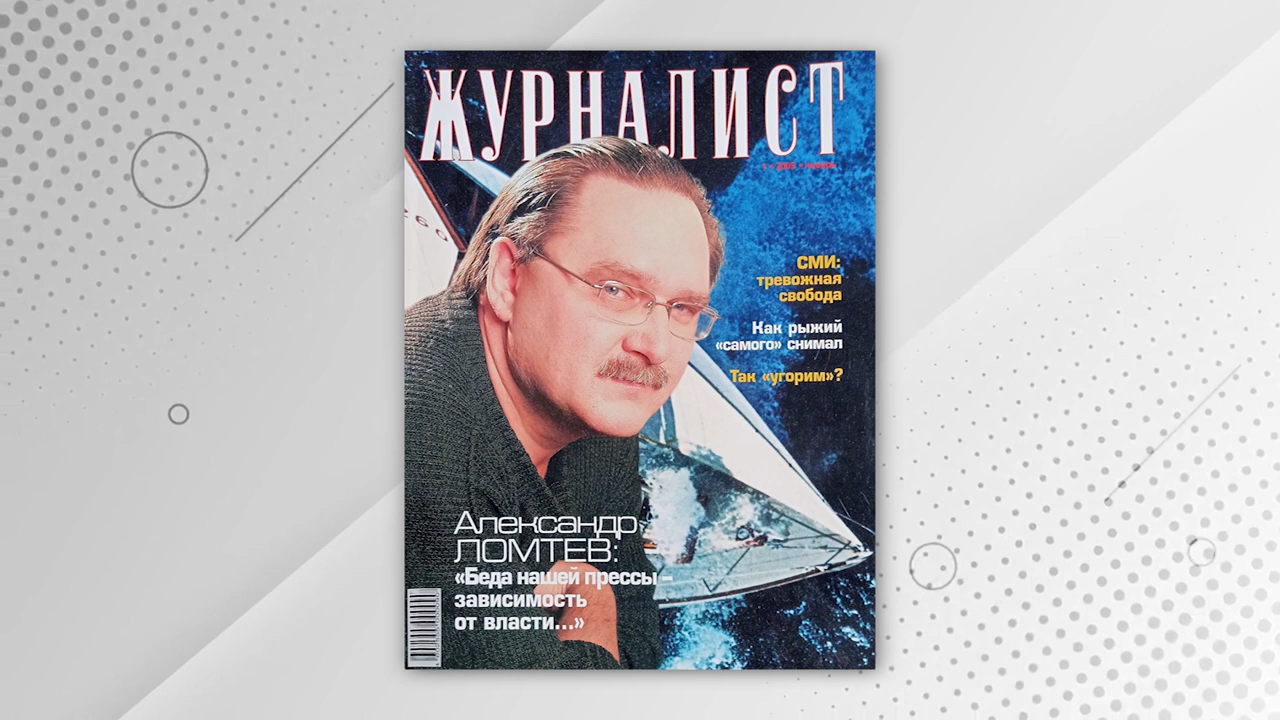 ЖУРНАЛИСТ
СМИ:
тревожная
свобода
Как рыжий
«самого» снимал
Так «угорим»?
Александр
ЛОМТЕВ:
«Беда нашей прессы –
зависимость
от власти...»